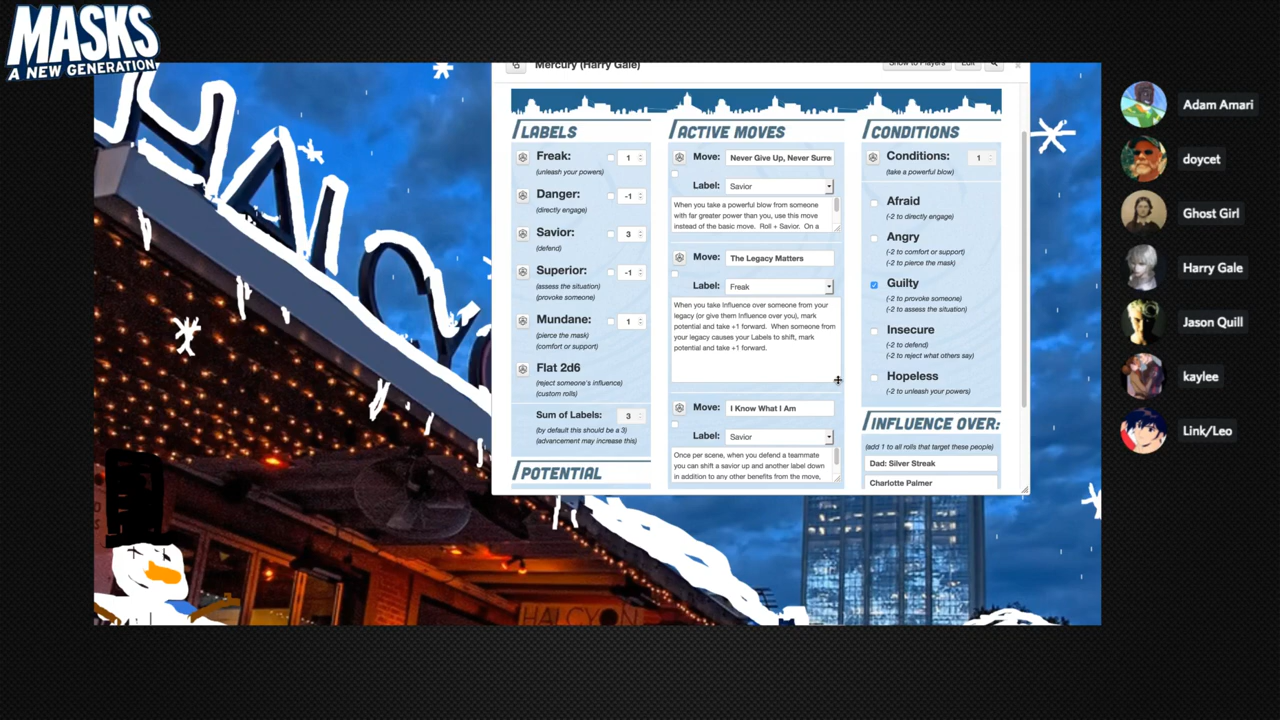 MASKS
A NEW GENERATION
Mercury (Harry Gale)
Show to Players
Edit
LABELS
Freak:
1
(unleash your powers)
Danger:
-1
(directly engage)
Savior:
3
(defend)
Superior:
-1
(assess the situation)
(provoke someone)
Mundane:
1
(pierce the mask)
(comfort or support)
Flat 2d6
(reject someone's influence)
(custom rolls)
Sum of Labels:
3
(by default this should be a 3)
(advancement may increase this)
POTENTIAL
ACTIVE MOVES
Move:
Never Give Up, Never Surre
Label:
Savior
When you take a powerful blow from someone
with far greater power than you, use this move
instead of the basic move. Roll + Savior. On a
Move:
The Legacy Matters
Label:
Freak
When you take Influence over someone from your
legacy (or give them Influence over you), mark
potential and take +1 forward. When someone from
your legacy causes your Labels to shift, mark
potential and take +1 forward.
Move:
I Know What I Am
Label:
Savior
Once per scene, when you defend a teammate
you can shift a savior up and another label down
in addition to any other benefits from the move,
CONDITIONS
Conditions:
1
(take a powerful blow)
Afraid
(-2 to directly engage)
Angry
(-2 to comfort or support)
(-2 to pierce the mask)
Guilty
(-2 to provoke someone)
(-2 to assess the situation)
Insecure
(-2 to defend)
(-2 to reject what others say)
Hopeless
(-2 to unleash your powers)
INFLUENCE OVER:
(add 1 to all rolls that target these people)
Dad: Silver Streak
Charlotte Palmer
HALCYON
Adam Amari
doycet
Ghost Girl
Harry Gale
Jason Quill
kaylee
Link/Leo